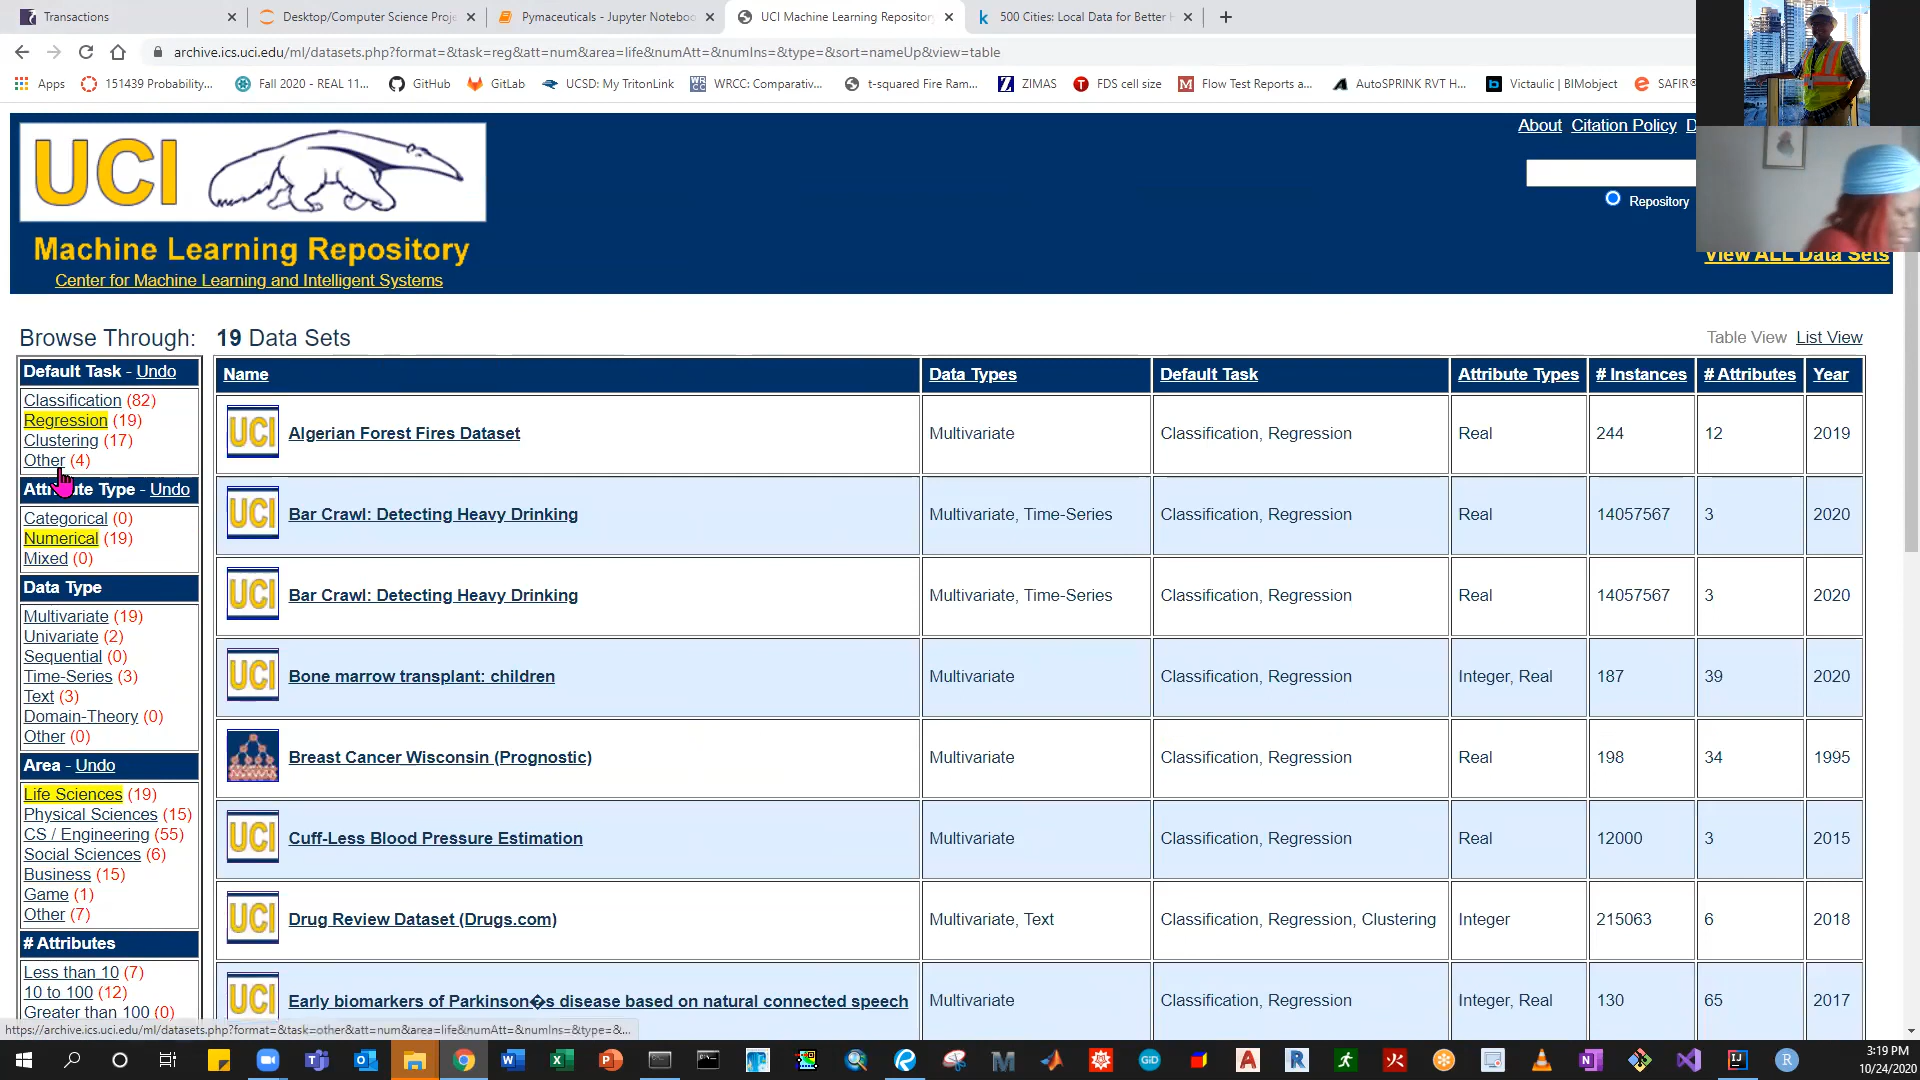 Transactions
Desktop/Computer Science Proje
Pymaceuticals - Jupyter Noteboo
UCI Machine Learning Repository
500 Cities: Local Data for Better H
archive.ics.uci.edu/ml/datasets.php?format=&task=reg&att=num&area=life&numAtt=&numIns=&type=&sort=nameUp&view=table
Apps
151439 Probability...
Fall 2020 - REAL 11...
GitHub
GitLab
UCSD: My TritonLink
WRCC: Comparativ...
t-squared Fire Ram...
ZIMAS
FDS cell size
Flow Test Reports a...
AutoSPRINK RVT H...
Victaulic | BIMobject
SAFIR®
UCI
Machine Learning Repository
Center for Machine Learning and Intelligent Systems
About Citation Policy D
Repository
View ALL Data Sets
Browse Through:
19 Data Sets
Table View List View
Default Task - Undo
Classification (82)
Regression (19)
Clustering (17)
Other (4)
Attribute Type - Undo
Categorical (0)
Numerical (19)
Mixed (0)
Data Type
Multivariate (19)
Univariate (2)
Sequential (0)
Time-Series (3)
Text (3)
Domain-Theory (0)
Other (0)
Area - Undo
Life Sciences (19)
Physical Sciences (15)
CS / Engineering (55)
Social Sciences (6)
Business (15)
Game (1)
Other (7)
# Attributes
Less than 10 (7)
10 to 100 (12)
Greater than 100 (0)
Name Data Types Default Task Attribute Types # Instances # Attributes Year
UCI Algerian Forest Fires Dataset Multivariate Classification, Regression Real 244 12 2019
UCI Bar Crawl: Detecting Heavy Drinking Multivariate, Time-Series Classification, Regression Real 14057567 3 2020
UCI Bar Crawl: Detecting Heavy Drinking Multivariate, Time-Series Classification, Regression Real 14057567 3 2020
UCI Bone marrow transplant: children Multivariate Classification, Regression Integer, Real 187 39 2020
Breast Cancer Wisconsin (Prognostic) Multivariate Classification, Regression Real 198 34 1995
UCI Cuff-Less Blood Pressure Estimation Multivariate Classification, Regression Real 12000 3 2015
UCI Drug Review Dataset (Drugs.com) Multivariate, Text Classification, Regression, Clustering Integer 215063 6 2018
UCI Early biomarkers of Parkinson�s disease based on natural connected speech Multivariate Classification, Regression Integer, Real 130 65 2017
https://archive.ics.uci.edu/ml/datasets.php?format=&task=other&att=num&area=life&numAtt=&numIns=&type=&...
3:19 PM
10/24/2020